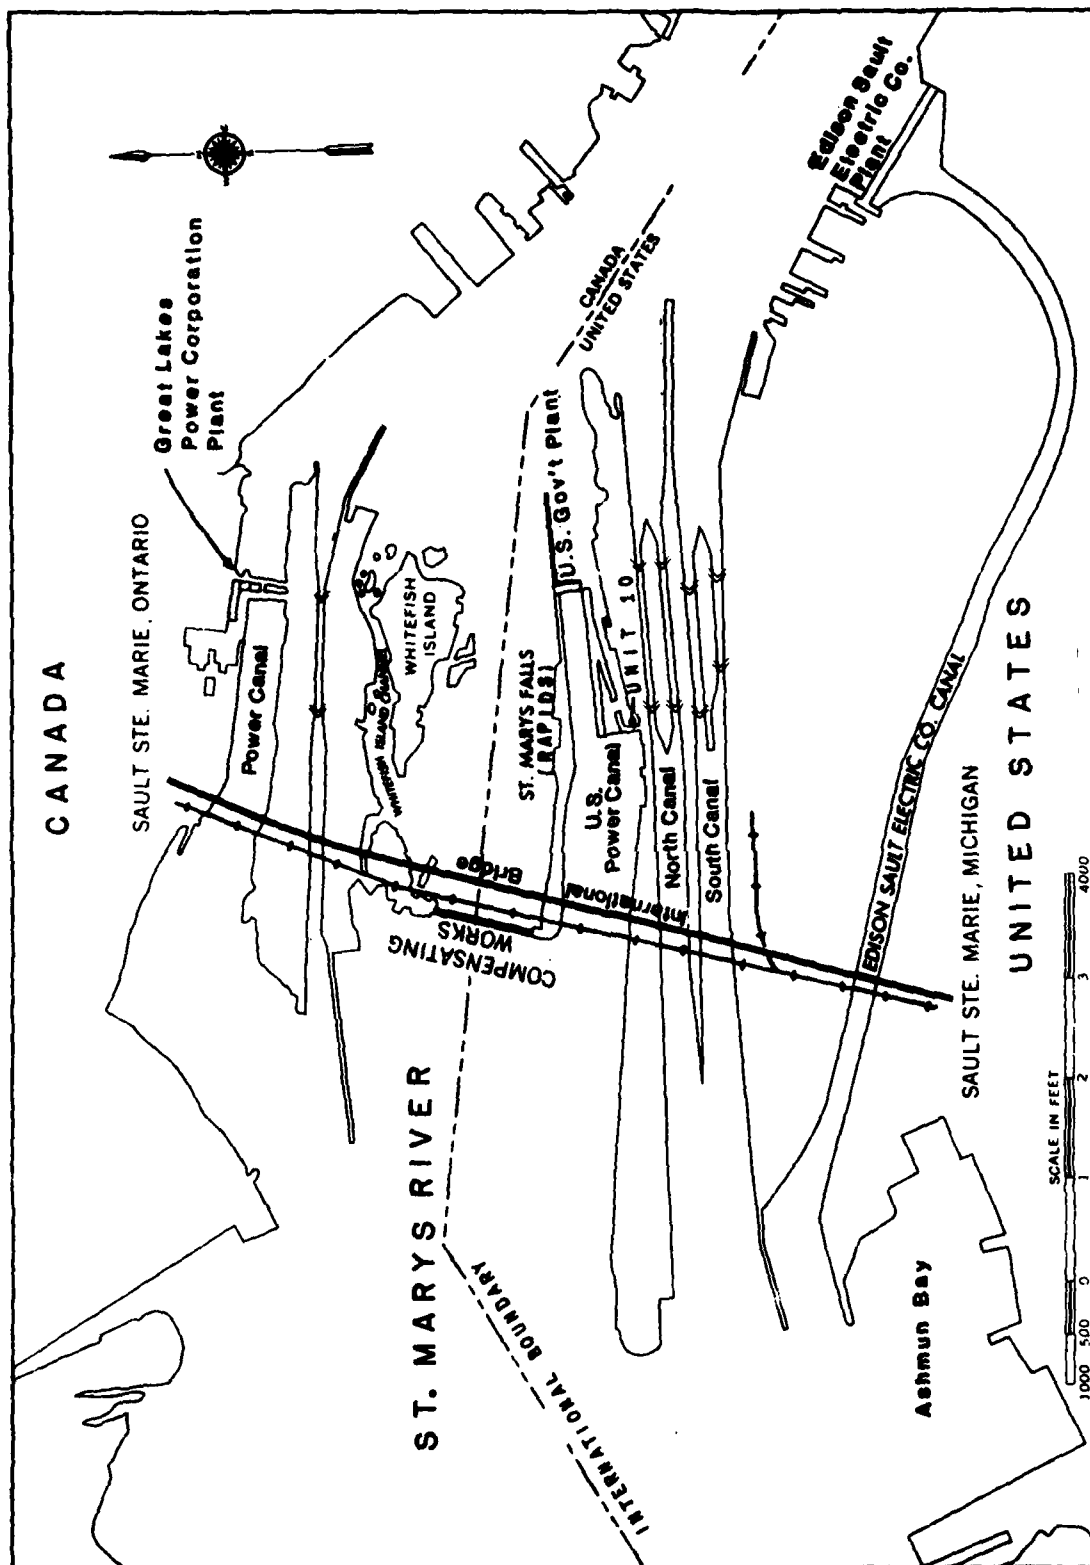 CANADA
SAULT STE. MARIE, ONTARIO
Great Lakes
Power Corporation
Plant
Power Canal
WHITEFISH ISLAND CHANNEL
WHITEFISH
ISLAND
ST. MARYS RIVER
COMPENSATING
WORKS
International
Bridge
ST. MARYS FALLS
(RAPIDS)
CANADA
UNITED STATES
INTERNATIONAL BOUNDARY
U.S. Gov't Plant
U.S.
Power Canal
UNIT 10
North Canal
South Canal
Edison Sault
Electric Co.
Plant
EDISON SAULT ELECTRIC CO. CANAL
Ashmun Bay
SAULT STE. MARIE, MICHIGAN
UNITED STATES
SCALE IN FEET
1000 500 0 1 2 3 4000